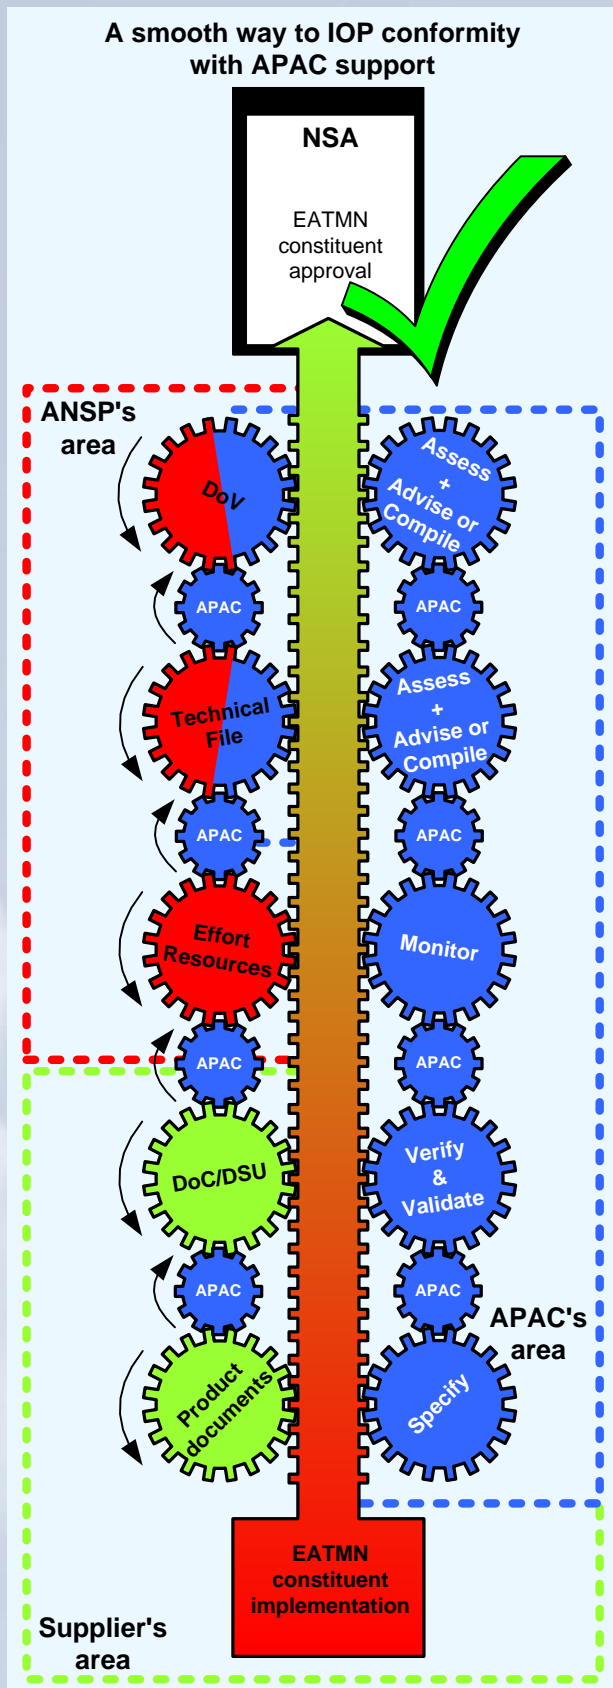 A smooth way to IOP conformity
with APAC support
NSA
EATMN
constituent
approval
ANSP's
area
DoV
Assess
+
Advise or
Compile
APAC
APAC
Technical
File
Assess
+
Advise or
Compile
APAC
APAC
Effort
Resources
Monitor
APAC
APAC
DoC/DSU
Verify
&
Validate
APAC
APAC
APAC's
area
Product
documents
Specify
EATMN
constituent
implementation
Supplier's
area